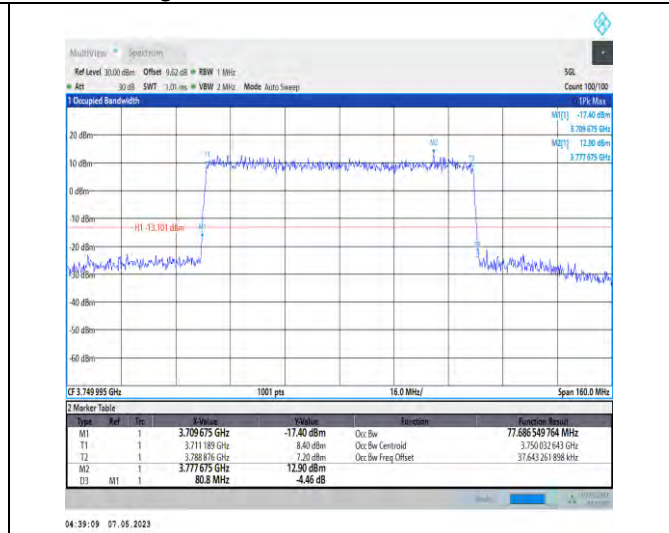 MultiView Spectrum
Ref Level 30.00 dBm Offset 9.62 dB RBW 1 MHz SGL
Att 30 dB SWT 1.01 ms VBW 2 MHz Mode Auto Sweep Count 100/100
1 Occupied Bandwidth 1Pk Max
M1[1] -17.40 dBm
3.709 675 GHz
M2[1] 12.90 dBm
3.777 675 GHz
20 dBm
M2
T1
10 dBm
0 dBm
-10 dBm
H1 -13.101 dBm M1
-20 dBm
-30 dBm
-40 dBm
-50 dBm
-60 dBm
CF 3.749 995 GHz 1001 pts 16.0 MHz/ Span 160.0 MHz
2 Marker Table
Type Ref Trc X-Value Y-Value Function Function Result
M1 1 3.709 675 GHz -17.40 dBm Occ Bw 77.686 549 764 MHz
T1 1 3.711 189 GHz 8.40 dBm Occ Bw Centroid 3.750 032 643 GHz
T2 1 3.788 876 GHz 7.20 dBm Occ Bw Freq Offset 37.643 261 898 kHz
M2 1 3.777 675 GHz 12.90 dBm
D3 M1 1 80.8 MHz -4.46 dB
04:39:09 07.05.2023